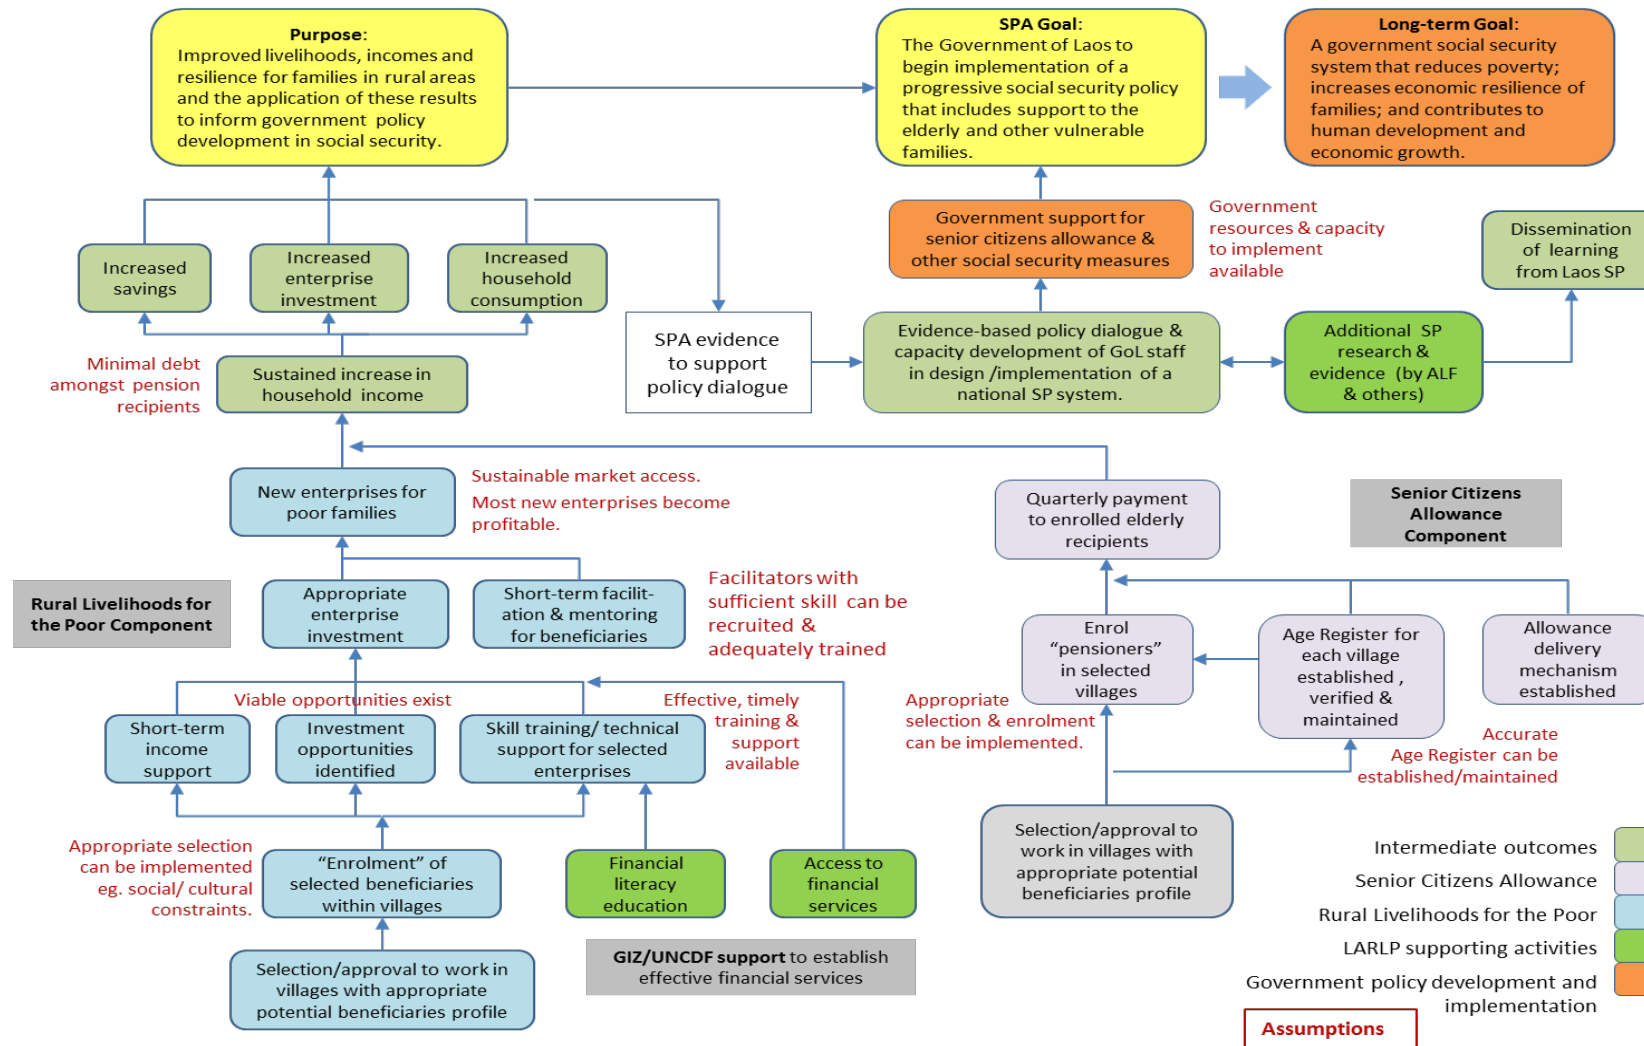 Purpose:
Improved livelihoods, incomes and
resilience for families in rural areas
and the application of these results
to inform government policy
development in social security.
SPA Goal:
The Government of Laos to
begin implementation of a
progressive social security policy
that includes support to the
elderly and other vulnerable
families.
Long-term Goal:
A government social security
system that reduces poverty;
increases economic resilience of
families; and contributes to
human development and
economic growth.
Government support for
senior citizens allowance &
other social security measures
Government
resources & capacity
to implement
available
Dissemination
of learning
from Laos SP
Increased
savings
Increased
enterprise
investment
Increased
household
consumption
SPA evidence
to support
policy dialogue
Evidence-based policy dialogue &
capacity development of GoL staff
in design /implementation of a
national SP system.
Additional SP
research &
evidence (by ALF
& others)
Minimal debt
amongst pension
recipients
Sustained increase in
household income
New enterprises for
poor families
Sustainable market access.
Most new enterprises become
profitable.
Quarterly payment
to enrolled elderly
recipients
Senior Citizens
Allowance
Component
Rural Livelihoods for
the Poor Component
Appropriate
enterprise
investment
Short-term facilit-
ation & mentoring
for beneficiaries
Facilitators with
sufficient skill can be
recruited &
adequately trained
Enrol
“pensioners”
in selected
villages
Age Register for
each village
established ,
verified &
maintained
Allowance
delivery
mechanism
established
Viable opportunities exist
Effective, timely
training &
support
available
Short-term
income
support
Investment
opportunities
identified
Skill training/ technical
support for selected
enterprises
Appropriate
selection & enrolment
can be implemented.
Accurate
Age Register can be
established/maintained
Appropriate selection
can be implemented
eg. social/ cultural
constraints.
“Enrolment” of
selected beneficiaries
within villages
Financial
literacy
education
Access to
financial
services
Selection/approval to
work in villages with
appropriate potential
beneficiaries profile
GIZ/UNCDF support to establish
effective financial services
Selection/approval to work in
villages with appropriate
potential beneficiaries profile
Intermediate outcomes
Senior Citizens Allowance
Rural Livelihoods for the Poor
LARLP supporting activities
Government policy development and
implementation
Assumptions